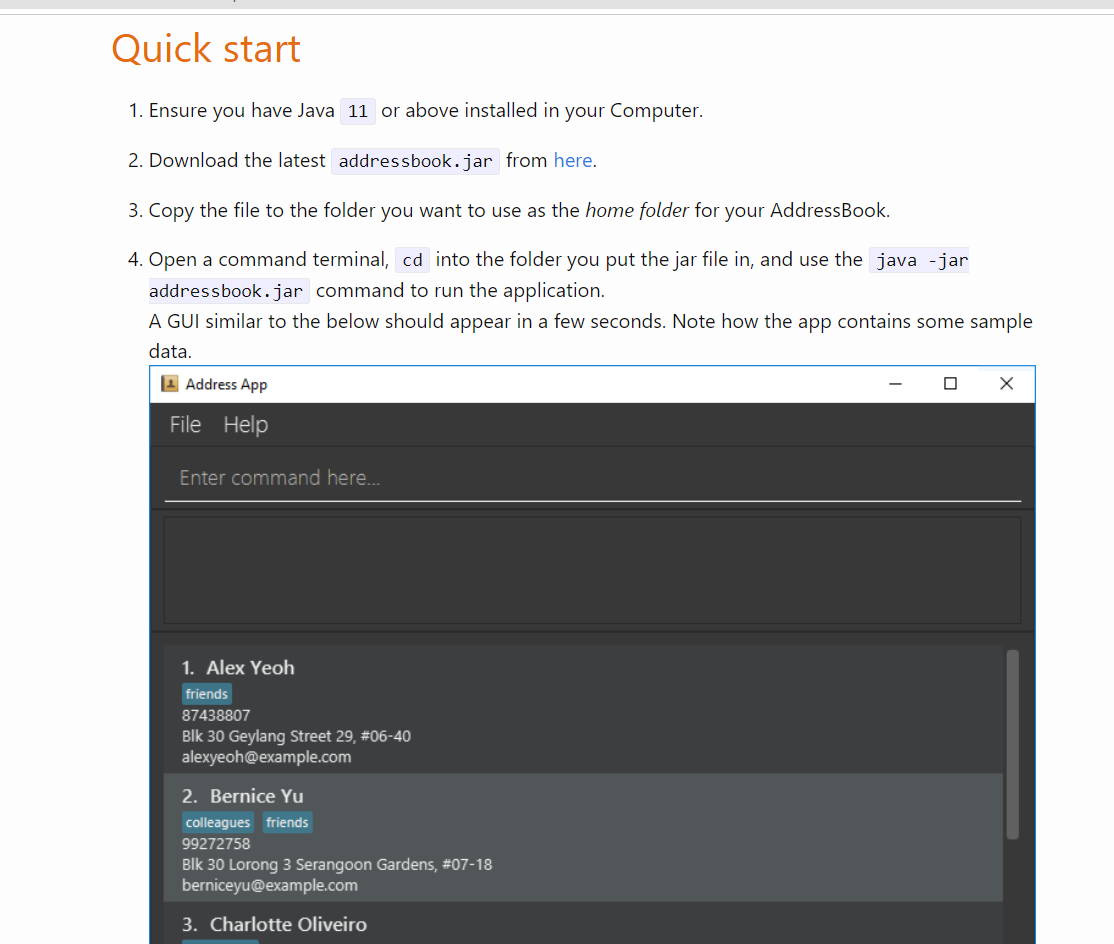 Quick start
1. Ensure you have Java 11 or above installed in your Computer.
2. Download the latest addressbook.jar from here.
3. Copy the file to the folder you want to use as the home folder for your AddressBook.
4. Open a command terminal, cd into the folder you put the jar file in, and use the java -jar
addressbook.jar command to run the application.
A GUI similar to the below should appear in a few seconds. Note how the app contains some sample
data.
Address App
File Help
Enter command here...
1. Alex Yeoh
friends
87438807
Blk 30 Geylang Street 29, #06-40
alexyeoh@example.com
2. Bernice Yu
colleagues friends
99272758
Blk 30 Lorong 3 Serangoon Gardens, #07-18
berniceyu@example.com
3. Charlotte Oliveiro